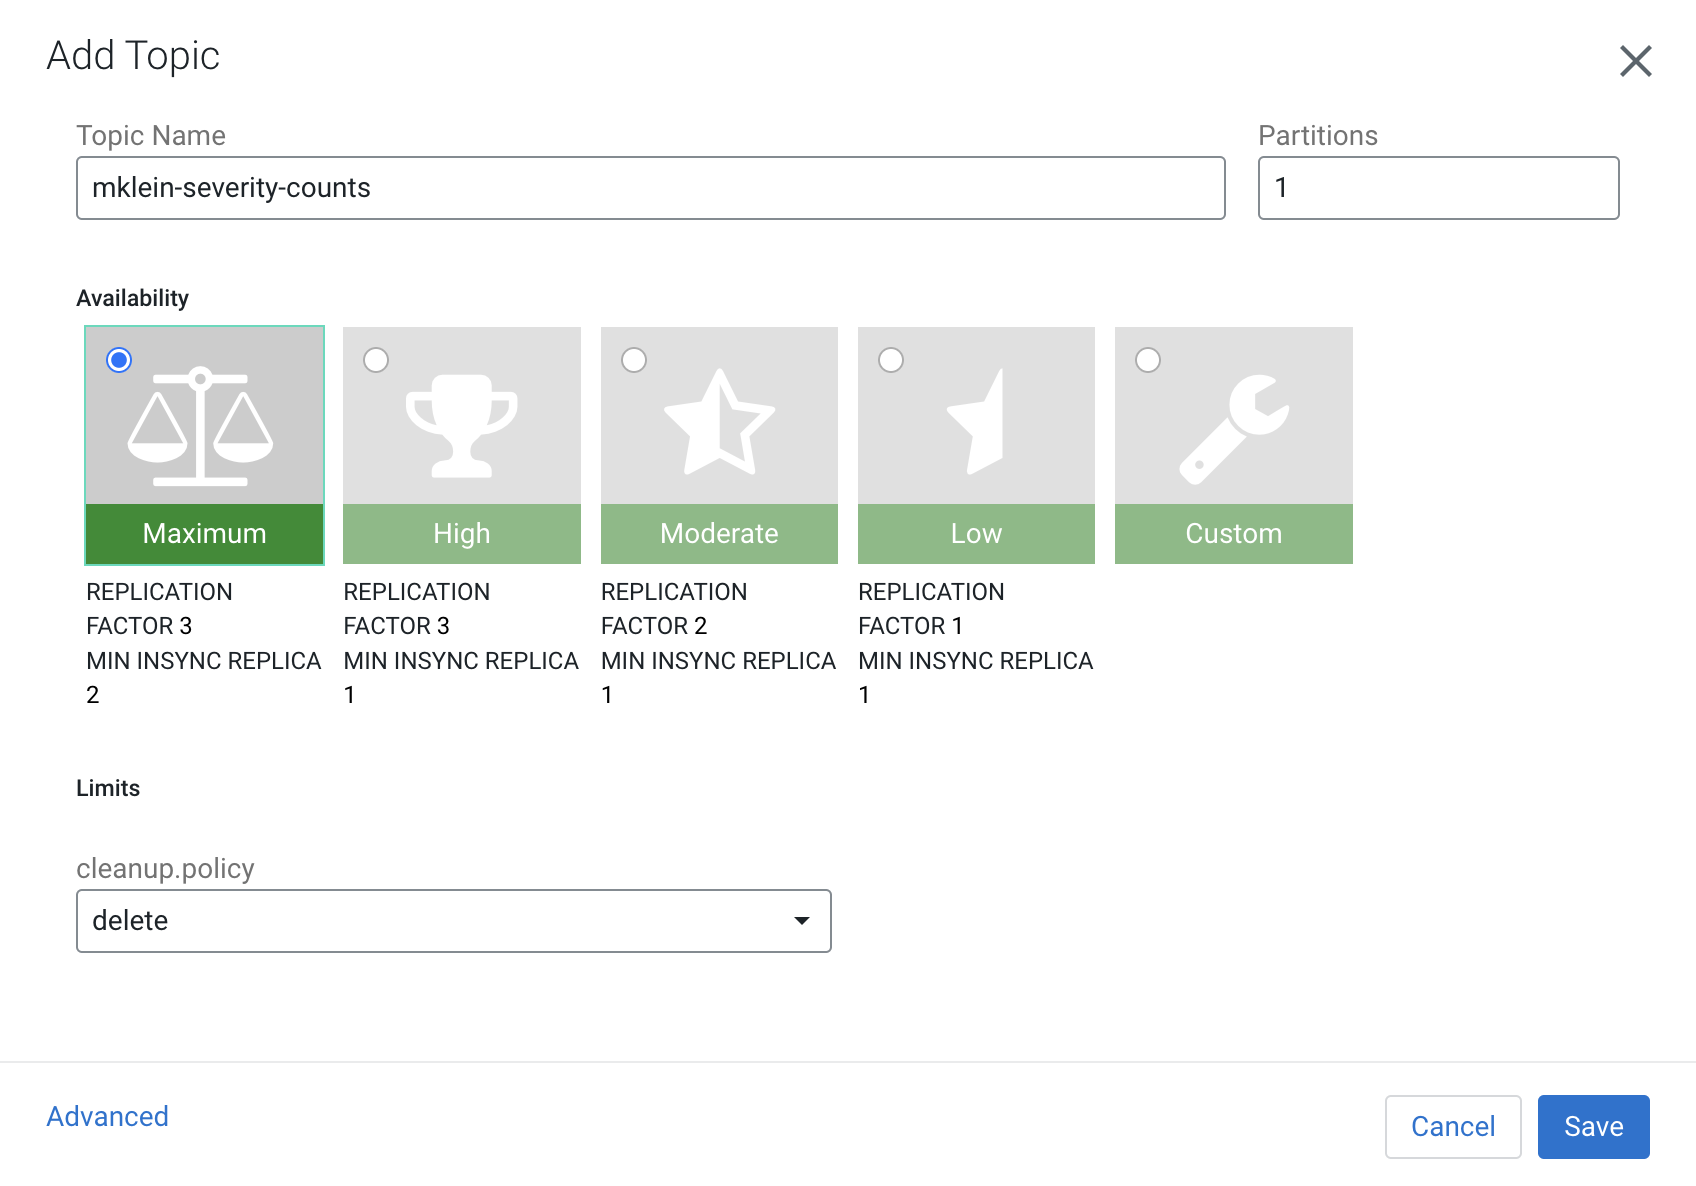 Add Topic
Topic Name
Partitions
mklein-severity-counts
1
Availability
Maximum
High
Moderate
Low
Custom
REPLICATION
FACTOR 3
MIN INSYNC REPLICA
2
REPLICATION
FACTOR 3
MIN INSYNC REPLICA
1
REPLICATION
FACTOR 2
MIN INSYNC REPLICA
1
REPLICATION
FACTOR 1
MIN INSYNC REPLICA
1
Limits
cleanup.policy
delete
Advanced
Cancel
Save